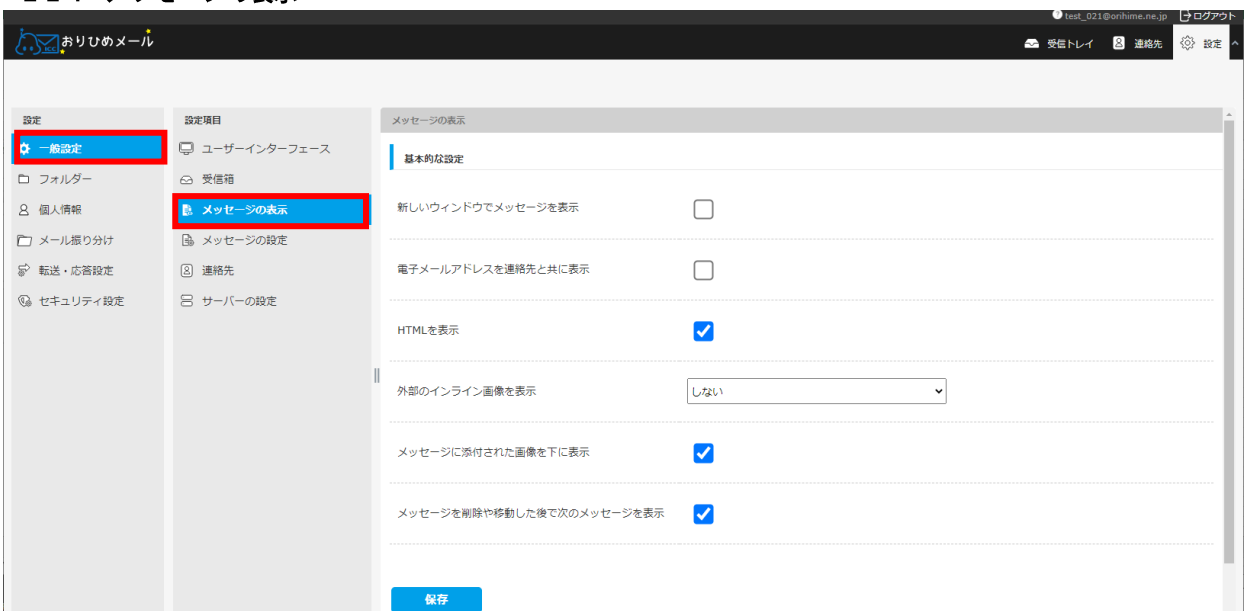 test_021@orihime.ne.jp ログアウト
ICC おりひめメール
受信トレイ 連絡先 設定
設定
一般設定
フォルダー
個人情報
メール振り分け
転送・応答設定
セキュリティ設定
設定項目
ユーザーインターフェース
受信箱
メッセージの表示
メッセージの設定
連絡先
サーバーの設定
メッセージの表示
基本的な設定
新しいウィンドウでメッセージを表示
電子メールアドレスを連絡先と共に表示
HTMLを表示
外部のインライン画像を表示 しない
メッセージに添付された画像を下に表示
メッセージを削除や移動した後で次のメッセージを表示
保存